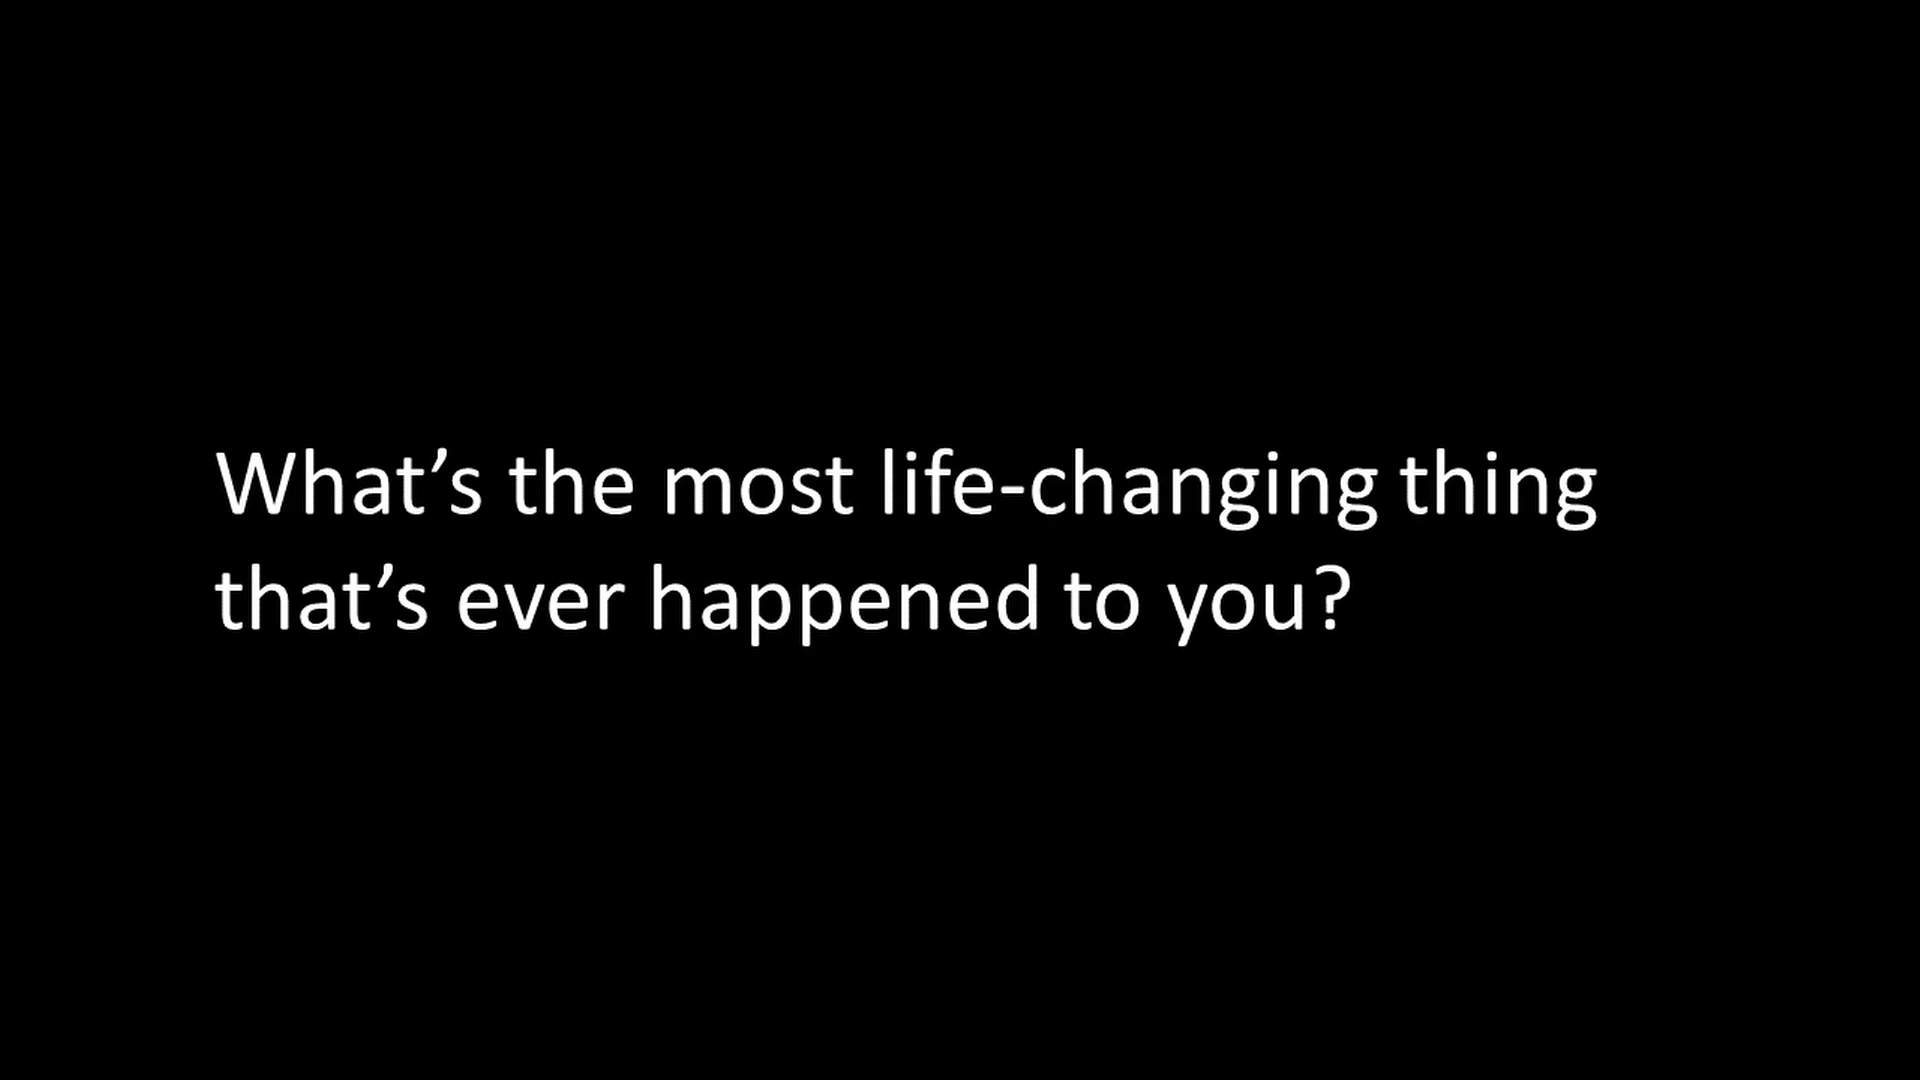 What’s the most life-changing thing
that’s ever happened to you?